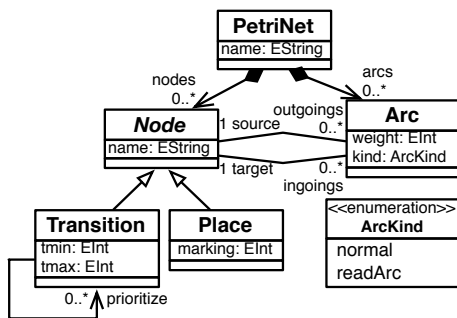 PetriNet
name: EString
nodes
0..*
arcs
0..*
Node
name: EString
1 source
outgoings
0..*
1 target
0..*
ingoings
Arc
weight: EInt
kind: ArcKind
Transition
tmin: EInt
tmax: EInt
0..* prioritize
Place
marking: EInt
<<enumeration>>
ArcKind
normal
readArc